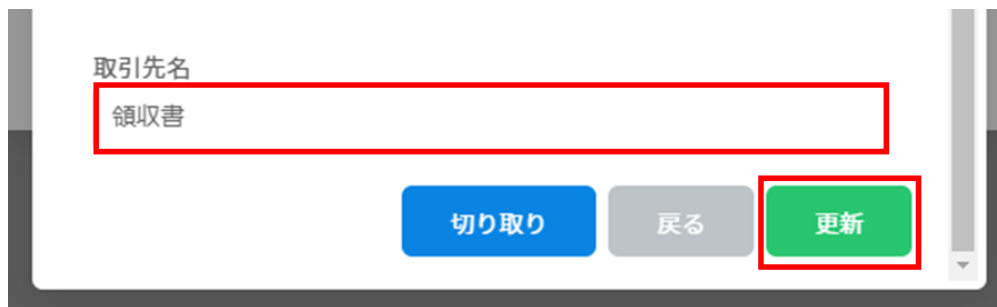 取引先名
領収書
切り取り
戻る
更新